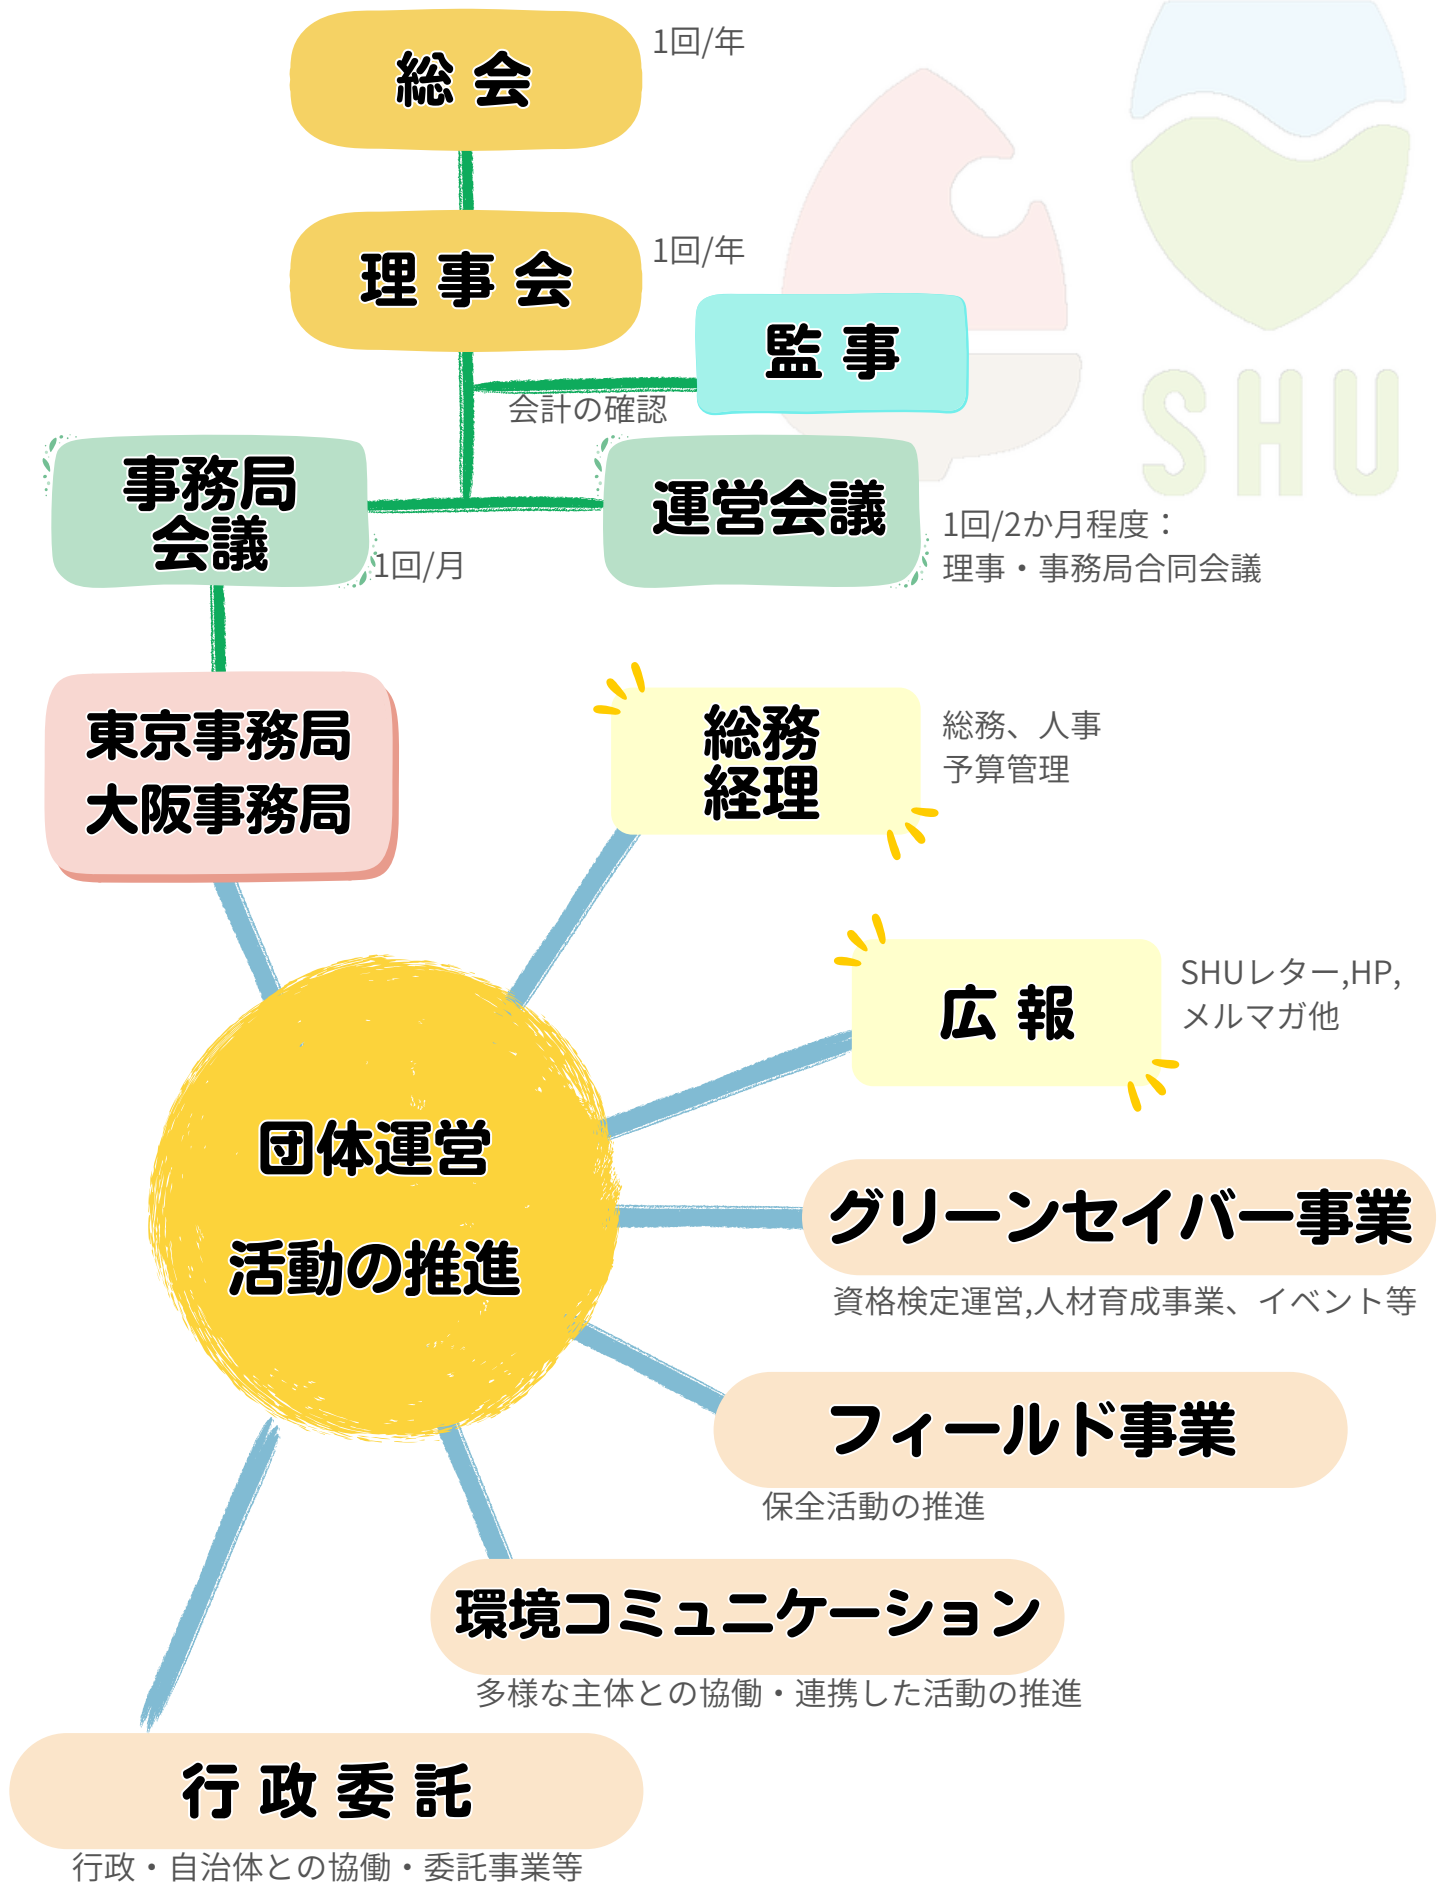 総会
1回/年
理事会
1回/年
監事
会計の確認
SHU
事務局
会議
1回/月
運営会議
1回/2か月程度：
理事・事務局合同会議
東京事務局
大阪事務局
総務
経理
総務、人事
予算管理
広報
SHUレター,HP,
メルマガ他
団体運営
活動の推進
グリーンセイバー事業
資格検定運営,人材育成事業、イベント等
フィールド事業
保全活動の推進
環境コミュニケーション
多様な主体との協働・連携した活動の推進
行政委託
行政・自治体との協働・委託事業等